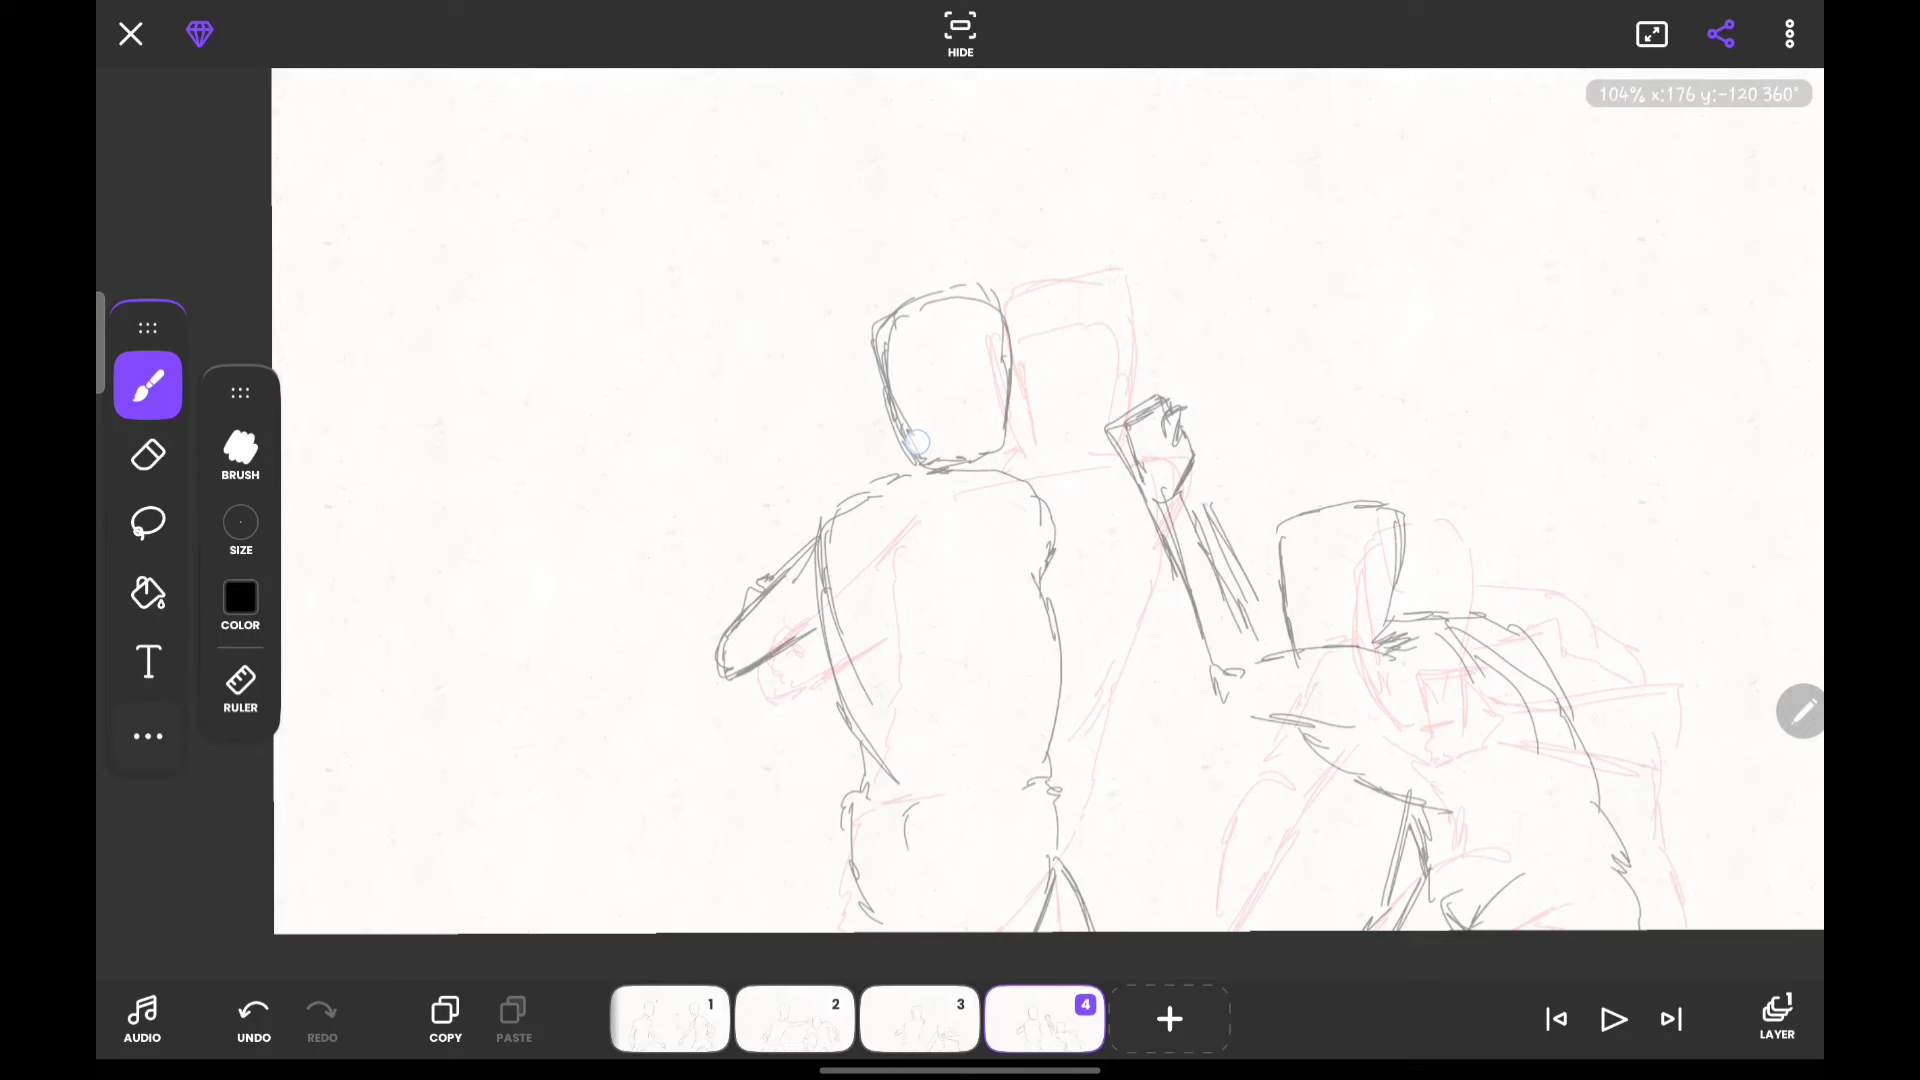 HIDE
104% x:176 y:-120 360°
BRUSH
SIZE
COLOR
RULER
1
2
3
4
AUDIO
UNDO
REDO
COPY
PASTE
1
LAYER